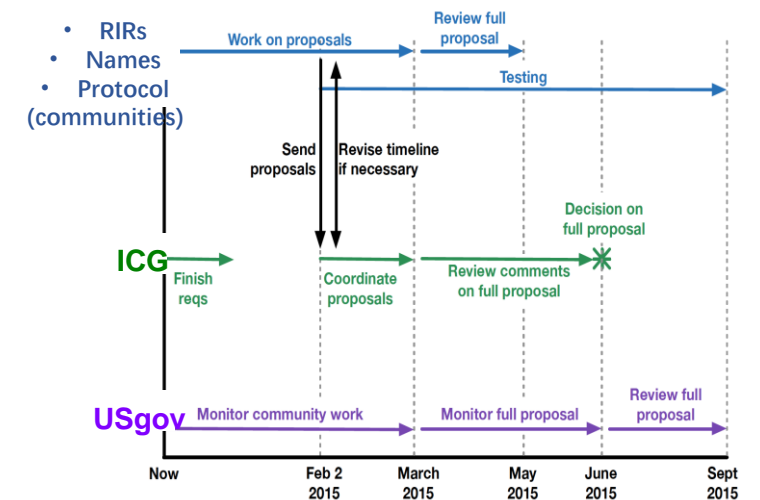 • RIRs
• Names
• Protocol
(communities)
Work on proposals
Review full
proposal
Testing
Send
proposals
Revise timeline
if necessary
Decision on
full proposal
ICG
Finish
reqs
Coordinate
proposals
Review comments
on full proposal
USgov
Monitor community work
Monitor full proposal
Review full
proposal
Now
Feb 2
2015
March
2015
May
2015
June
2015
Sept
2015